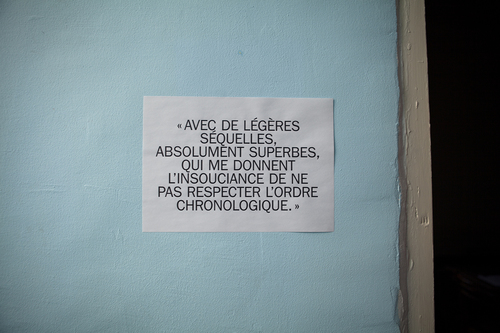 « AVEC DE LÉGÈRES
SÉQUELLES,
ABSOLUMENT SUPERBES,
QUI ME DONNENT
L'INSOUCIANCE DE NE
PAS RESPECTER L'ORDRE
CHRONOLOGIQUE. »